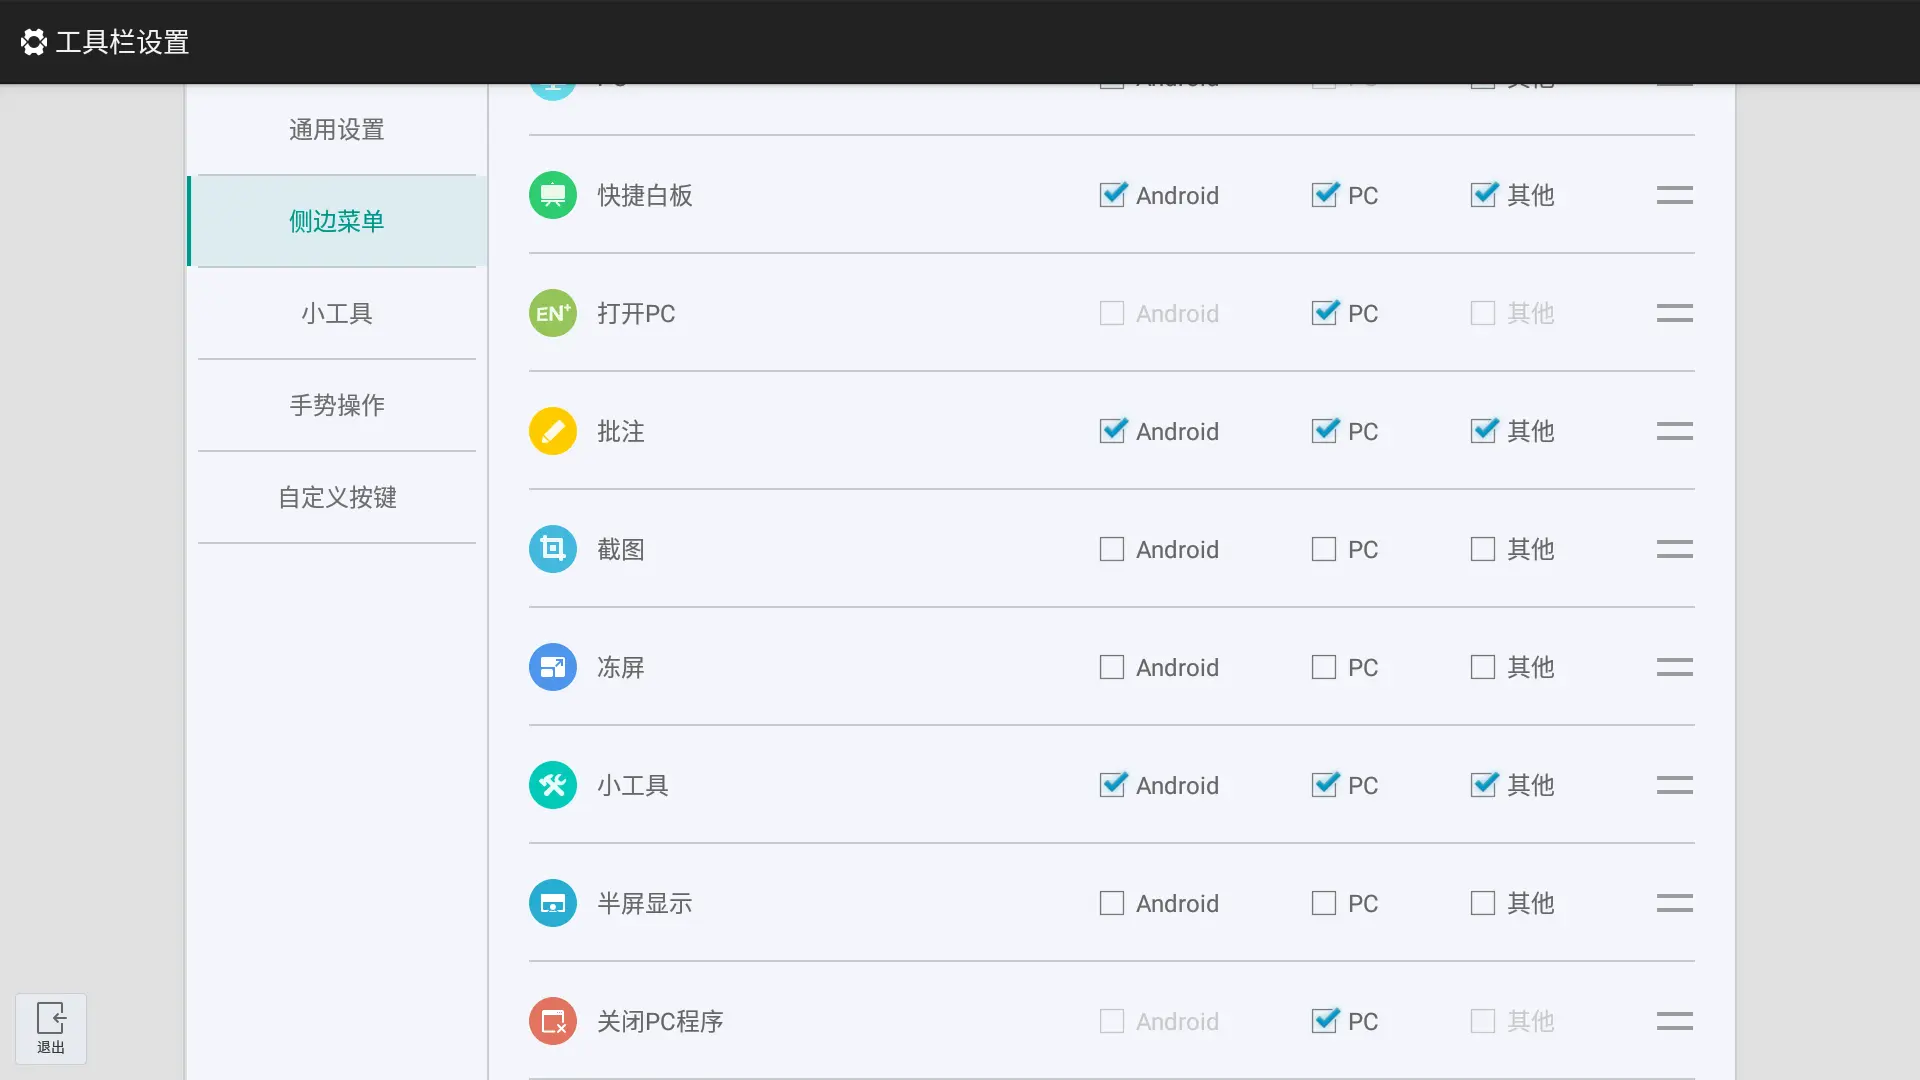 工具栏设置
通用设置
侧边菜单
小工具
手势操作
自定义按键
快捷白板 Android PC 其他
EN+ 打开PC Android PC 其他
批注 Android PC 其他
截图 Android PC 其他
冻屏 Android PC 其他
小工具 Android PC 其他
半屏显示 Android PC 其他
关闭PC程序 Android PC 其他
退出